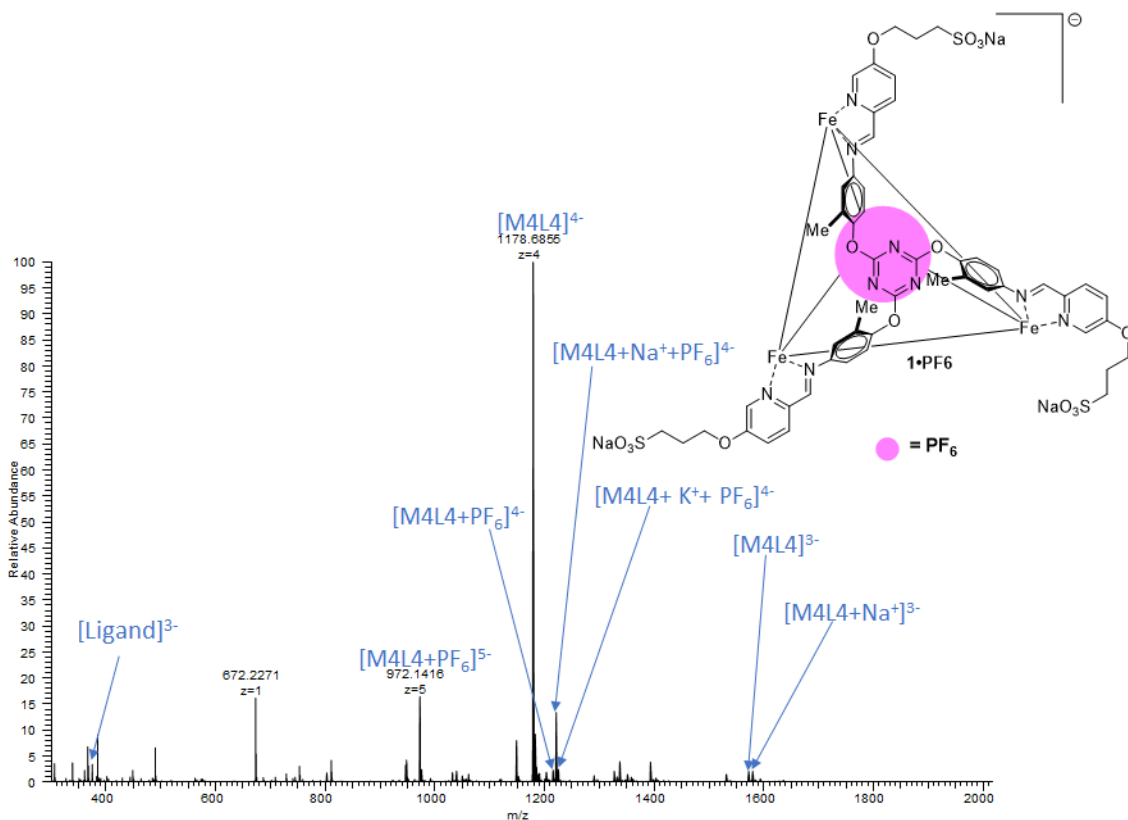 [M4L4]4-
1178.6855
z=4
[M4L4+Na++PF6]4-
[M4L4+PF6]4-
[M4L4+ K++ PF6]4-
[M4L4]3-
[M4L4+Na+]3-
[Ligand]3-
[M4L4+PF6]5-
972.1416
z=5
672.2271
z=1
Relative Abundance
100
95
90
85
80
75
70
65
60
55
50
45
40
35
30
25
20
15
10
5
0
400 600 800 1000 1200 1400 1600 1800 2000
m/z
⊖
O
SO3Na
N
Fe
N
Me
O
N N
N
O
Me
N
N
O
Fe
Me
O
Fe
N
N
1•PF6
NaO3S
O
NaO3S
= PF6